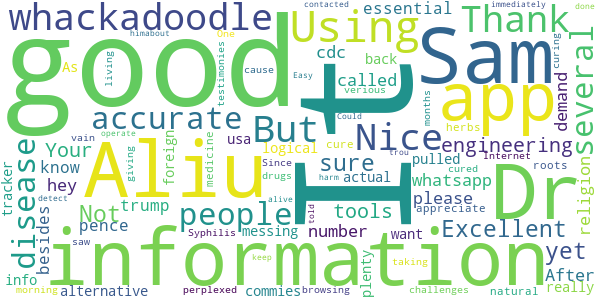 good
I
t
Sam
Aliu
information
Dr
app
whackadoodle
Using
Thank
essential
One himabout contacted immediately done
As living testimonies cause Easy verious curing
cdc back called Could months
accurate
But
Nice
several
demand
disease
Your
know
hey
usa
logical
cure
herbs
engineering
foreign
giving
medicine
sure
actual
pulled
Internet
vain operate
Since
drugs
whatsapp
roots
religion
tracker
Not
trump
people
tools
please
cured
trou
besides
pence
Syphilis
harm alive
appreciate
detect
messing
number
want
Excellent
yet
info
saw
told
plenty
taking
After
really
morning
alternative
perplexed
commies
browsing
keep
challenges
natural